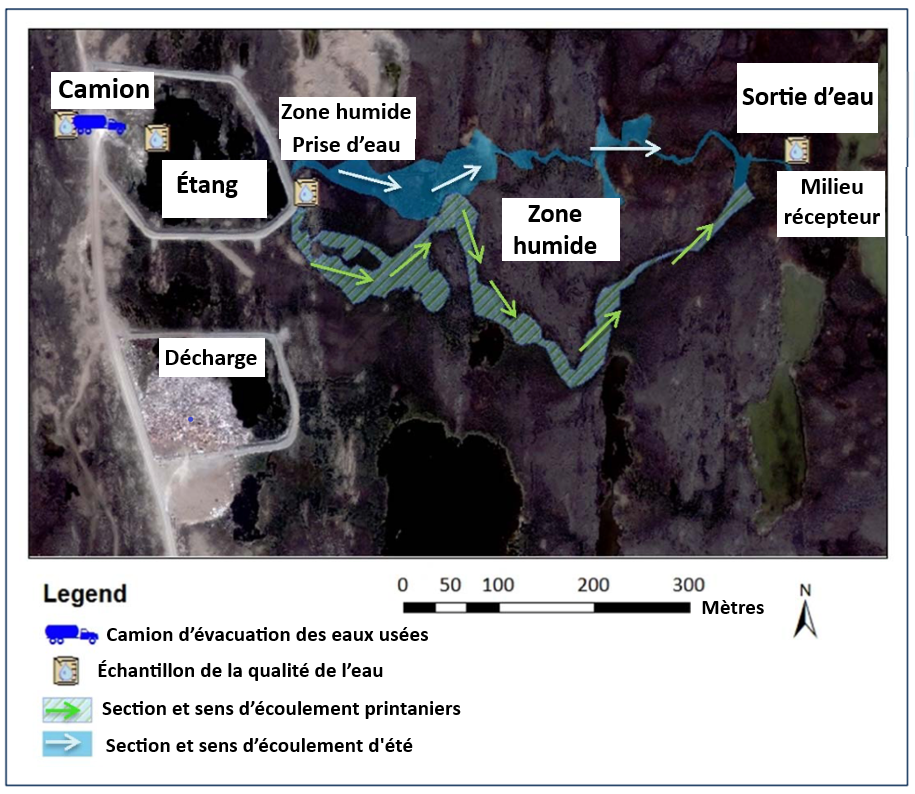 Camion
Zone humide
Prise d'eau
Sortie d'eau
Étang
Milieu
récepteur
Zone
humide
Décharge
Legend
0 50 100 200 300
Mètres
N
Camion d'évacuation des eaux usées
Échantillon de la qualité de l'eau
Section et sens d'écoulement printaniers
Section et sens d'écoulement d'été